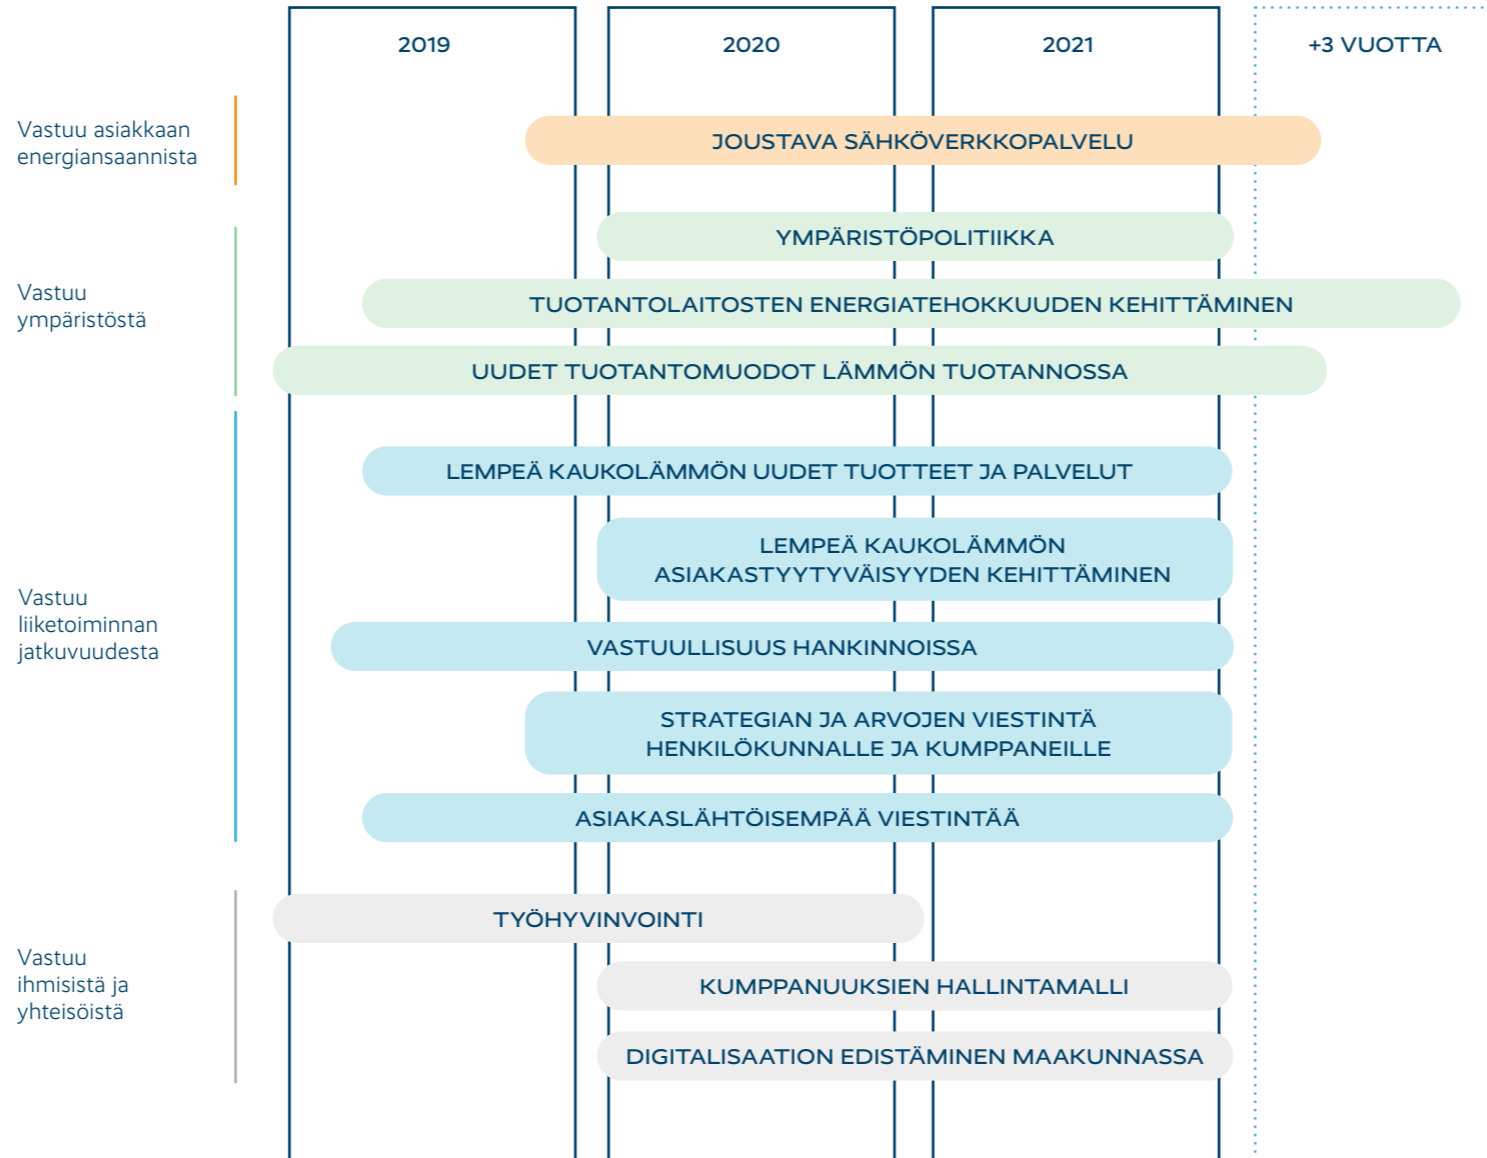 2019
2020
2021
+3 VUOTTA
Vastuu asiakkaan
energiansaannista
JOUSTAVA SÄHKÖVERKKOPALVELU
Vastuu
ympäristöstä
YMPÄRISTÖPOLITIIKKA
TUOTANTOLAITOSTEN ENERGIATEHOKKUUDEN KEHITTÄMINEN
UUDET TUOTANTOMUODOT LÄMMÖN TUOTANNOSSA
Vastuu
liiketoiminnan
jatkuvuudesta
LEMPEÄ KAUKOLÄMMÖN UUDET TUOTTEET JA PALVELUT
LEMPEÄ KAUKOLÄMMÖN
ASIAKASTYYTYVÄISYYDEN KEHITTÄMINEN
VASTUULLISUUS HANKINNOISSA
STRATEGIAN JA ARVOJEN VIESTINTÄ
HENKILÖKUNNALLE JA KUMPPANEILLE
ASIAKASLÄHTÖISEMPÄÄ VIESTINTÄÄ
Vastuu
ihmisistä ja
yhteisöistä
TYÖHYVINVOINTI
KUMPPANUUKSIEN HALLINTAMALLI
DIGITALISAATION EDISTÄMINEN MAAKUNNASSA